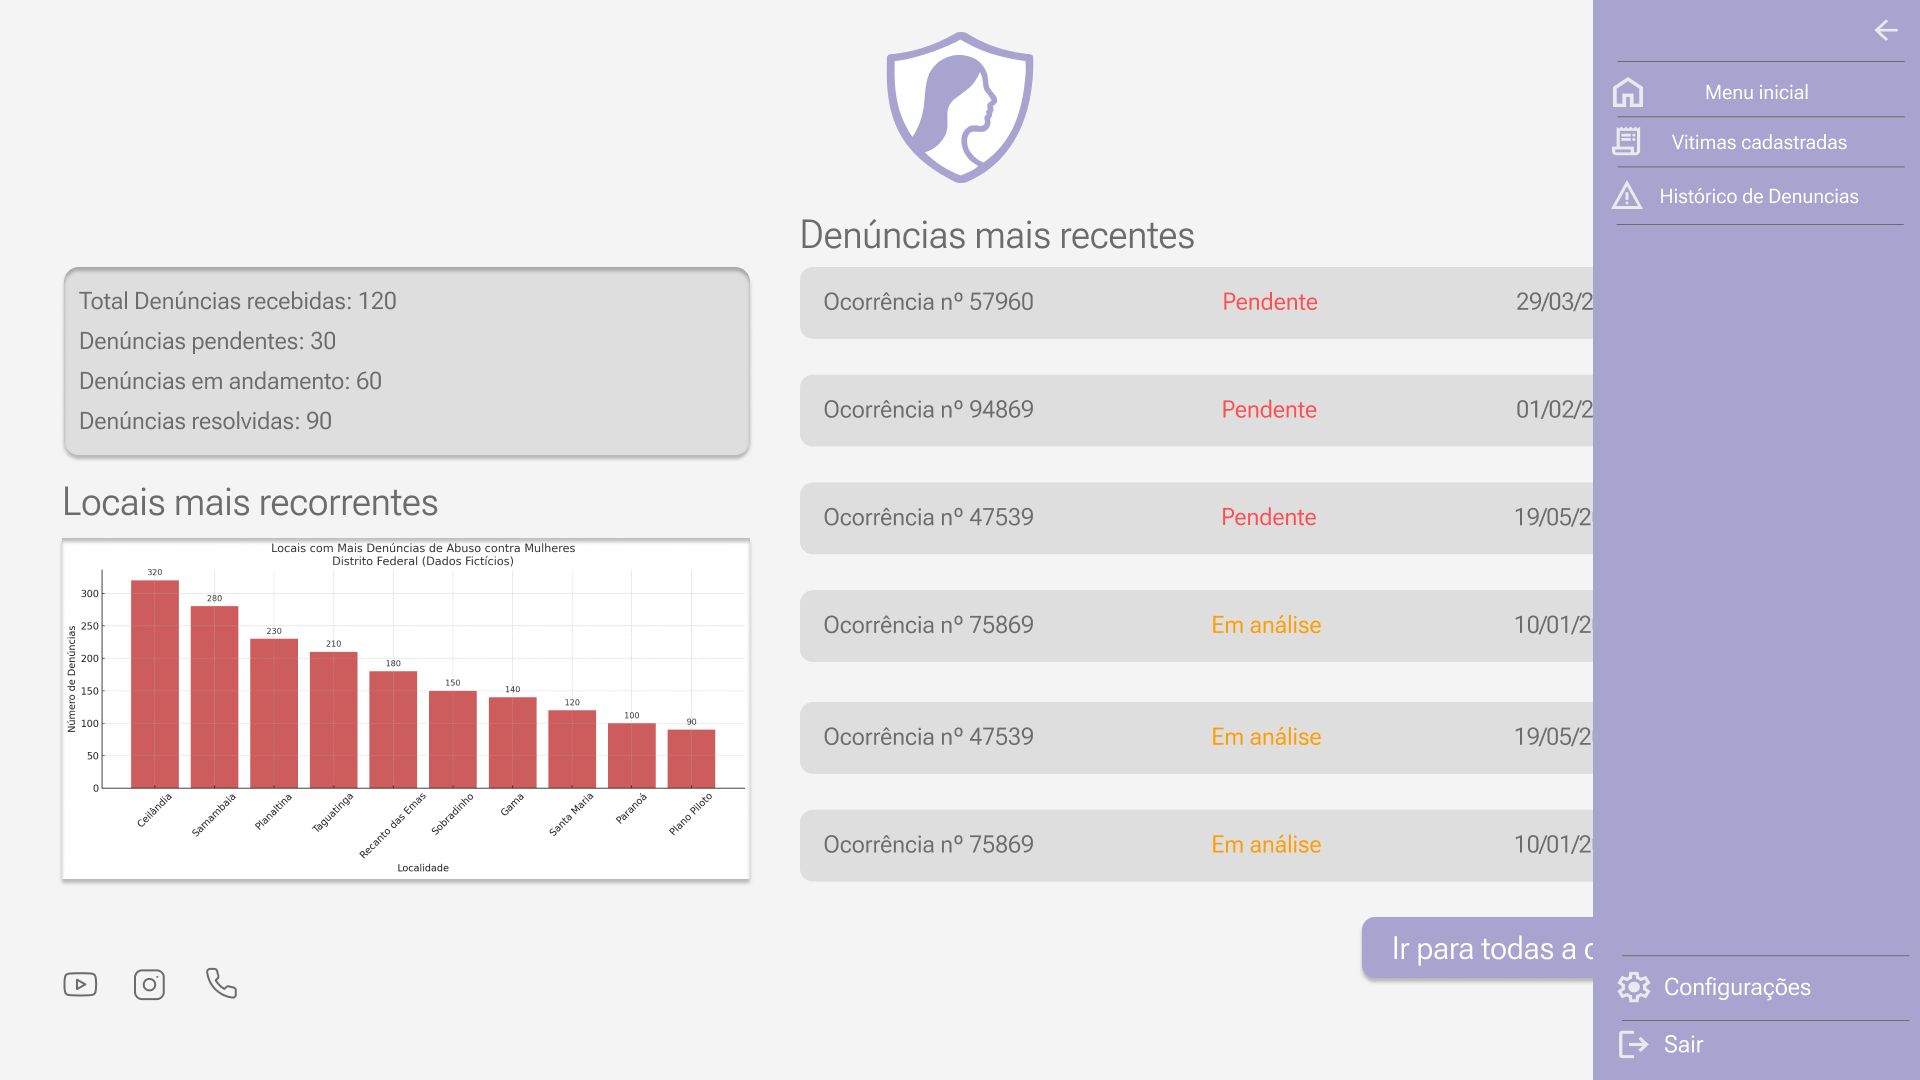 Menu inicial
Vitimas cadastradas
Histórico de Denuncias
Denúncias mais recentes
Total Denúncias recebidas: 120
Denúncias pendentes: 30
Denúncias em andamento: 60
Denúncias resolvidas: 90
Ocorrência nº 57960 Pendente 29/03/2
Ocorrência nº 94869 Pendente 01/02/2
Ocorrência nº 47539 Pendente 19/05/2
Ocorrência nº 75869 Em análise 10/01/2
Ocorrência nº 47539 Em análise 19/05/2
Ocorrência nº 75869 Em análise 10/01/2
Locais mais recorrentes
Locais com Mais Denúncias de Abuso contra Mulheres
Distrito Federal (Dados Fictícios)
Número de Denúncias
300
250
200
150
100
50
0
320
280
230
210
180
150
140
120
100
90
Ceilândia
Samambaia
Planaltina
Taguatinga
Recanto das Emas
Sobradinho
Gama
Santa Maria
Paranoá
Plano Piloto
Localidade
Ir para todas a
Configurações
Sair